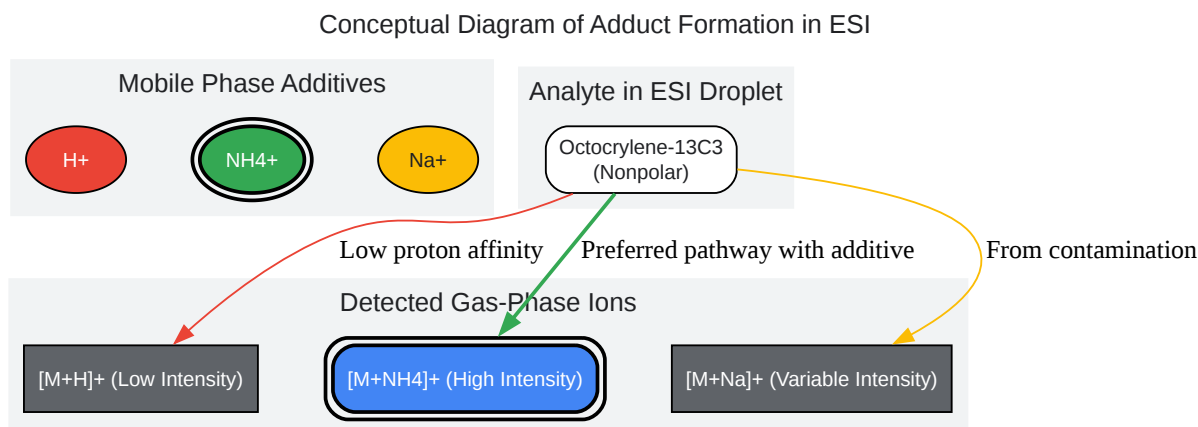 Conceptual Diagram of Adduct Formation in ESI
Mobile Phase Additives
Analyte in ESI Droplet
H+
NH4+
Na+
Octocrylene-13C3
(Nonpolar)
Low proton affinity
Preferred pathway with additive
From contamination
Detected Gas-Phase Ions
[M+H]+ (Low Intensity)
[M+NH4]+ (High Intensity)
[M+Na]+ (Variable Intensity)